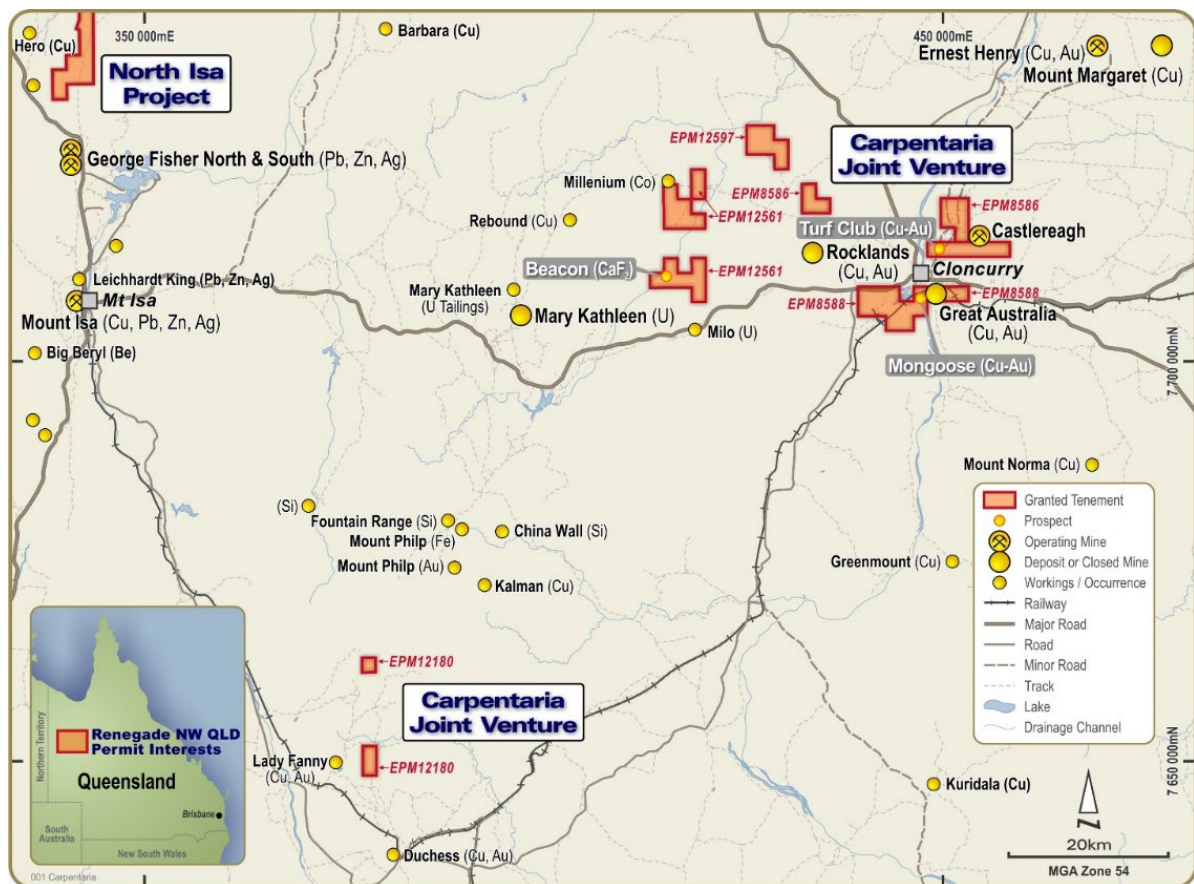 350 000mE
450 000mE
Hero (Cu)
North Isa
Project
Barbara (Cu)
Ernest Henry (Cu, Au)
Mount Margaret (Cu)
EPM12597
Carpentaria
Joint Venture
George Fisher North & South (Pb, Zn, Ag)
Millenium (Co)
EPM8586
EPM8586
Rebound (Cu)
EPM12561
Turf Club (Cu-Au)
Castlereagh
Rocklands
(Cu, Au)
Beacon (CaF2)
EPM12561
Cloncurry
Leichhardt King (Pb, Zn, Ag)
Mary Kathleen
(U Tailings)
EPM8588
EPM8588
Mt Isa
Mount Isa (Cu, Pb, Zn, Ag)
Mary Kathleen (U)
Milo (U)
Great Australia
(Cu, Au)
Big Beryl (Be)
Mongoose (Cu-Au)
7 700 000mN
Mount Norma (Cu)
(Si)
Fountain Range (Si)
Mount Philp (Fe)
China Wall (Si)
Mount Philp (Au)
Kalman (Cu)
Greenmount (Cu)
Granted Tenement
Prospect
Operating Mine
Deposit or Closed Mine
Workings / Occurrence
Railway
Major Road
Road
Minor Road
Track
Lake
Drainage Channel
EPM12180
Carpentaria
Joint Venture
Lady Fanny
(Cu, Au)
EPM12180
7 650 000mN
Kuridala (Cu)
Duchess (Cu, Au)
Renegade NW QLD
Permit Interests
Northern Territory
Queensland
Brisbane
South
Australia
New South Wales
001 Carpentaria
N
20km
MGA Zone 54